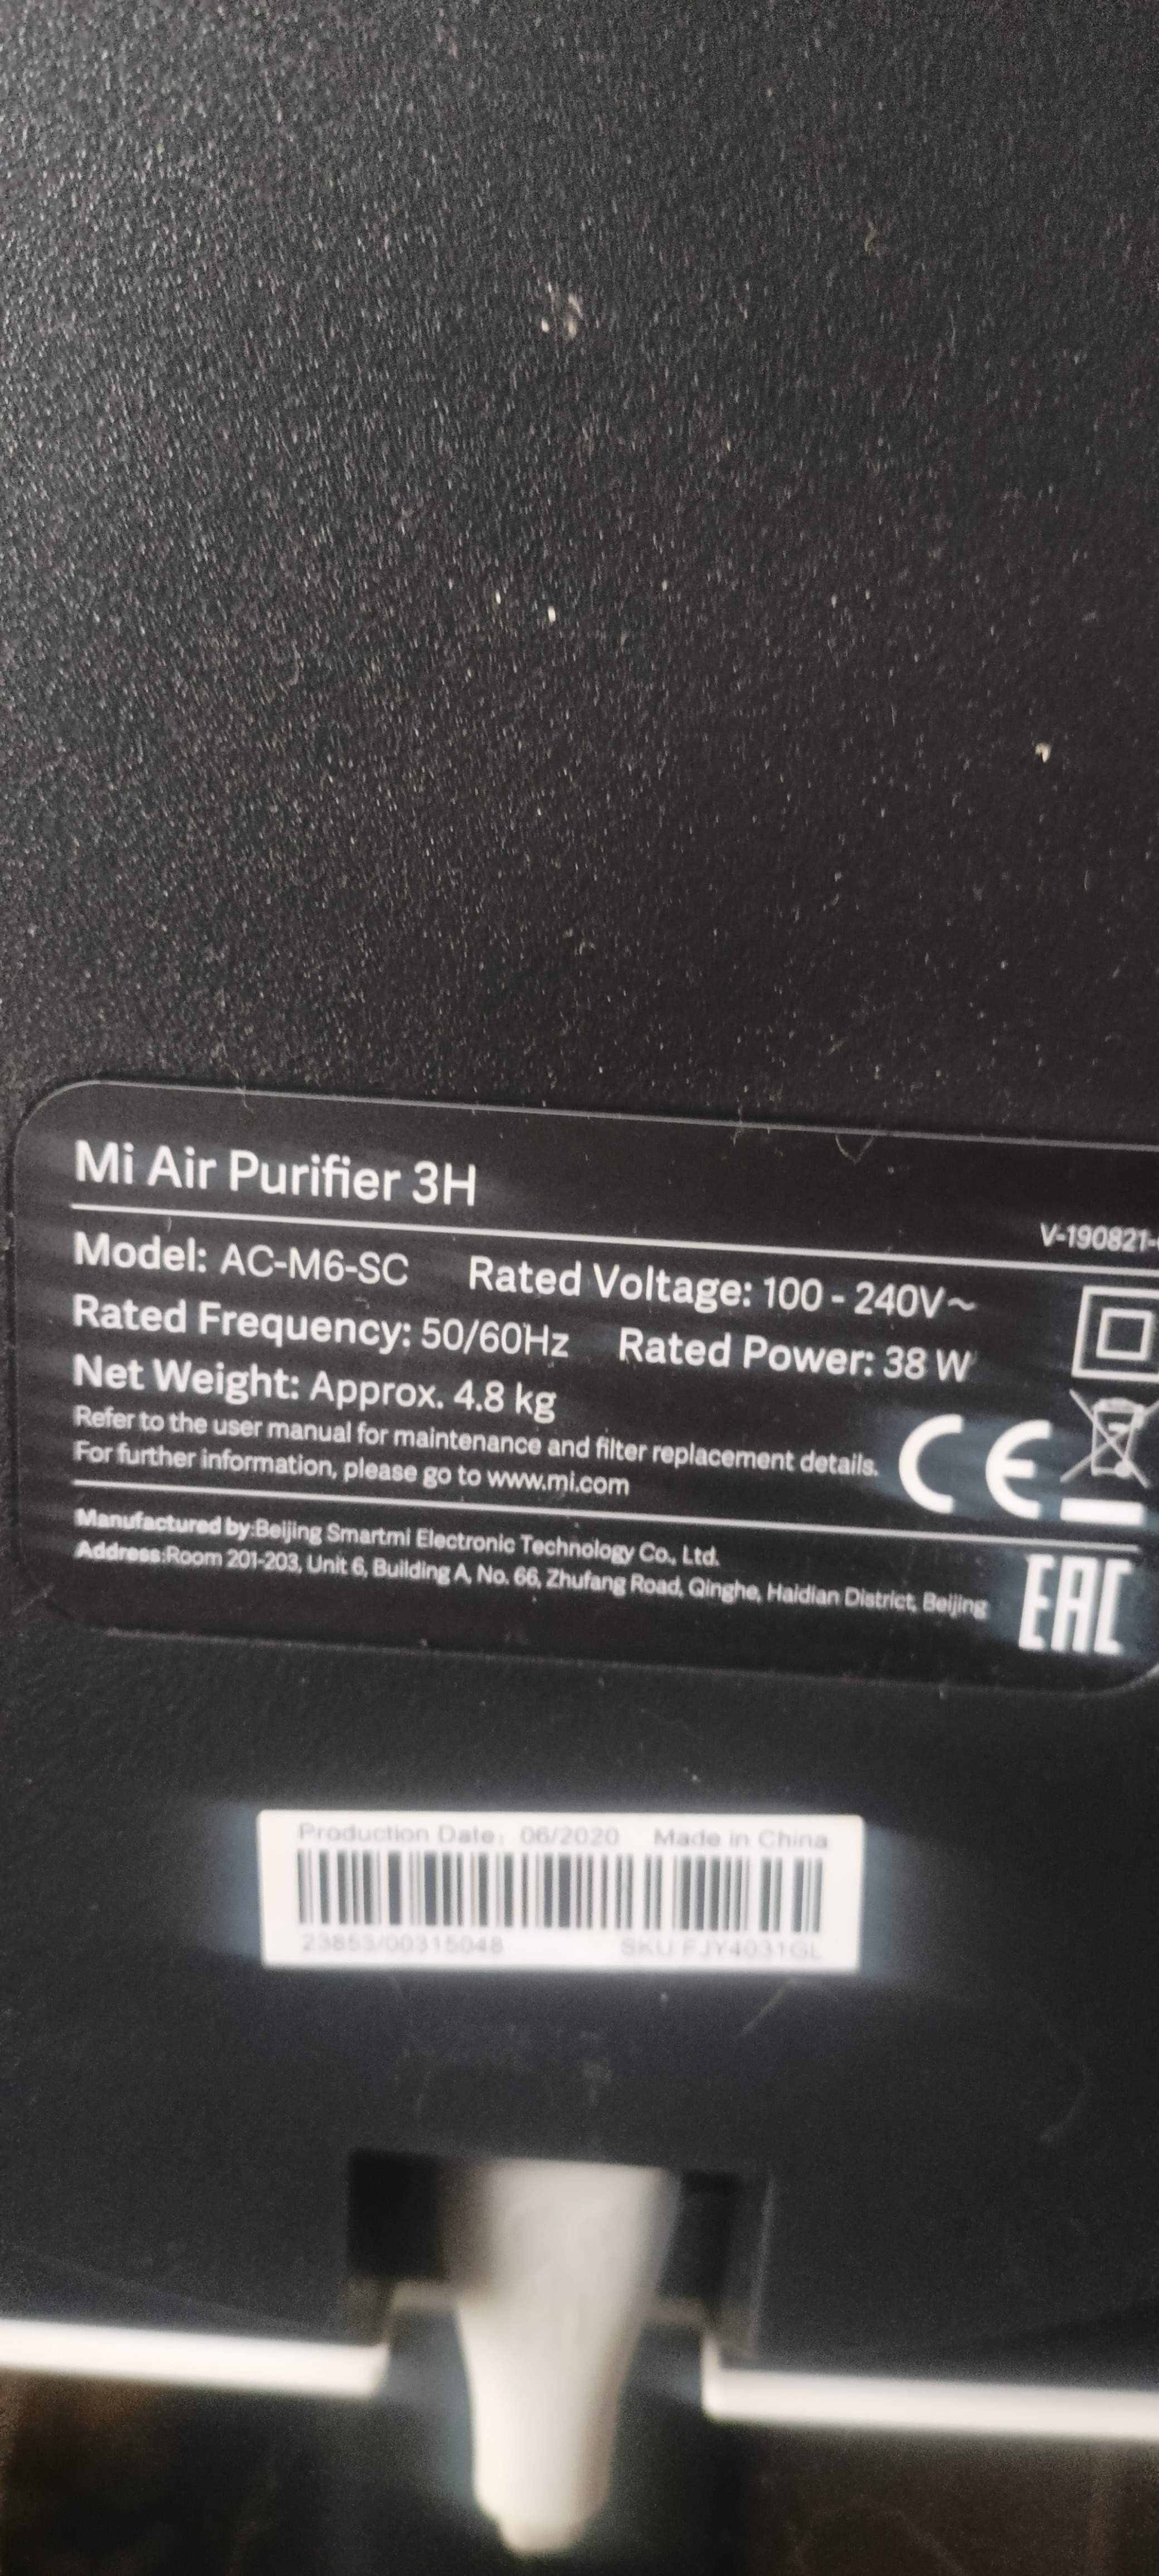 Mi Air Purifier 3H
V-190821-
Model: AC-M6-SC Rated Voltage: 100 - 240V~
Rated Frequency: 50/60Hz Rated Power: 38 W
Net Weight: Approx. 4.8 kg
Refer to the user manual for maintenance and filter replacement details.
For further information, please go to www.mi.com
CE
Manufactured by:Beijing Smartmi Electronic Technology Co., Ltd.
Address:Room 201-203, Unit 6, Building A, No. 66, Zhufang Road, Qinghe, Haidian District, Beijing
EAC
Production Date: 06/2020 Made in China
23853/00315048 SKU:FJY4031GL